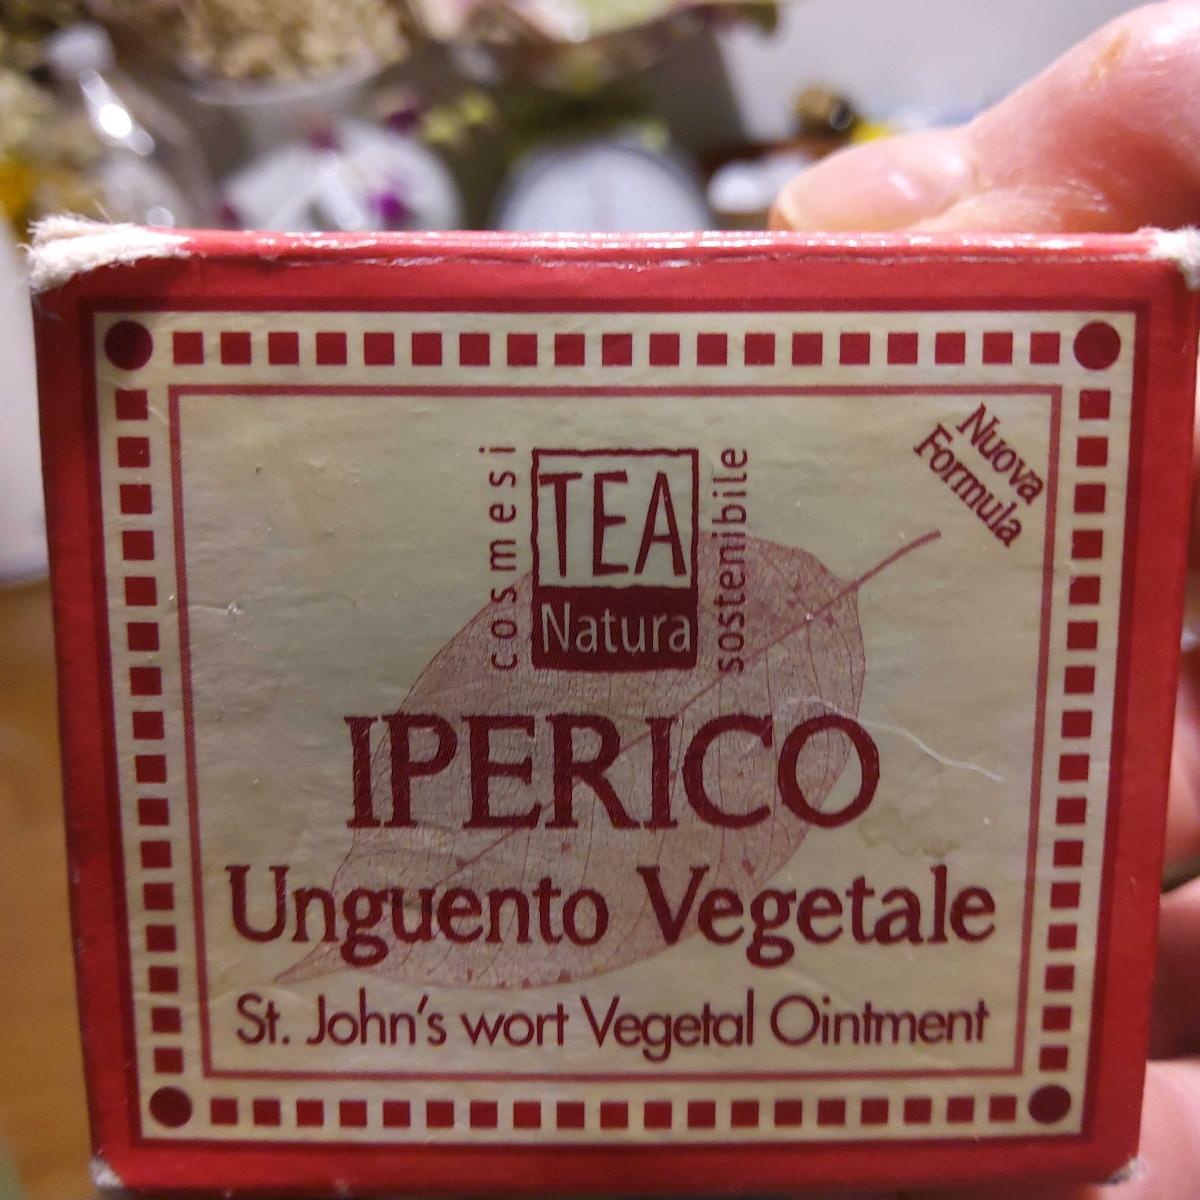 Nuova
Formula
cosmesi
TEA
Natura
sostenibile
IPERICO
Unguento Vegetale
St. John's wort Vegetal Ointment